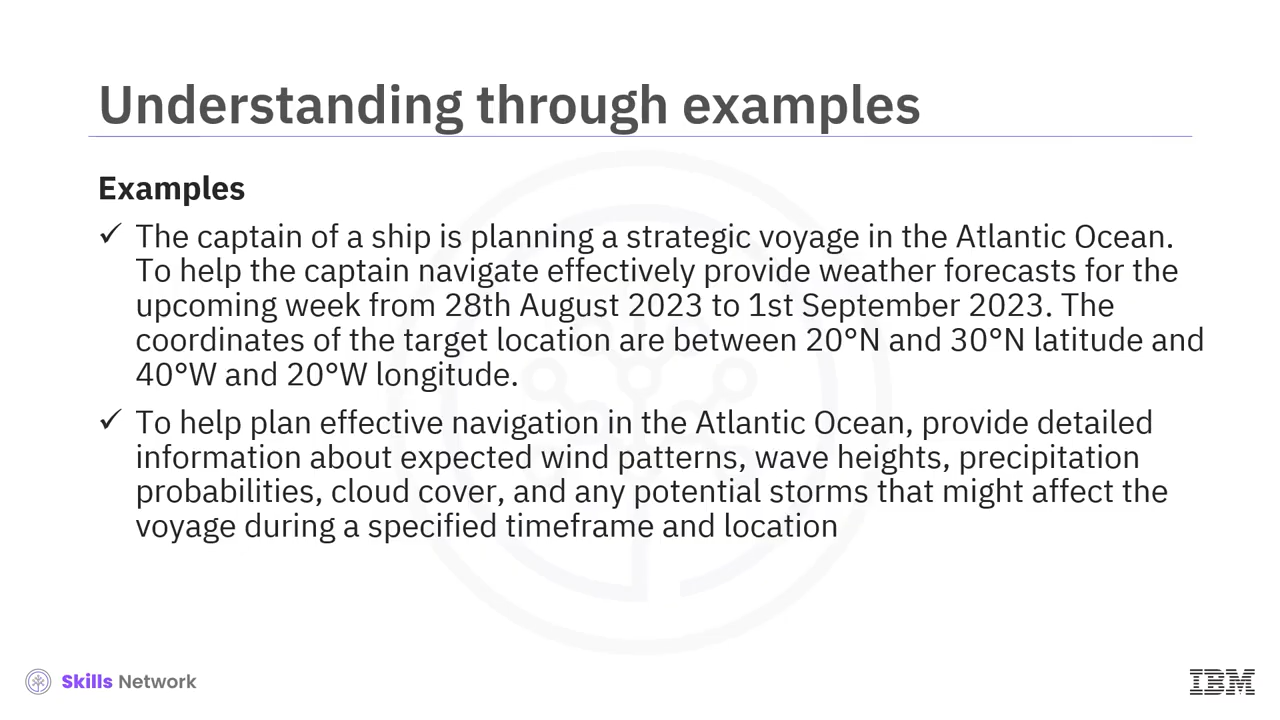 Understanding through examples
Examples
✓ The captain of a ship is planning a strategic voyage in the Atlantic Ocean.
To help the captain navigate effectively provide weather forecasts for the
upcoming week from 28th August 2023 to 1st September 2023. The
coordinates of the target location are between 20°N and 30°N latitude and
40°W and 20°W longitude.
✓ To help plan effective navigation in the Atlantic Ocean, provide detailed
information about expected wind patterns, wave heights, precipitation
probabilities, cloud cover, and any potential storms that might affect the
voyage during a specified timeframe and location
Skills Network
IBM